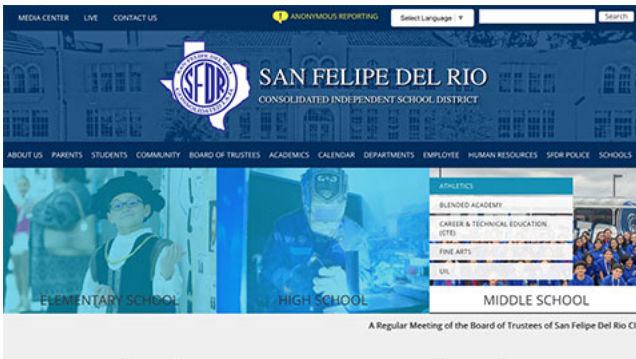 MEDIA CENTER LIVE CONTACT US ANONYMOUS REPORTING Select Language Search
SFDR
SAN FELIPE DEL RIO
CONSOLIDATED INDEPENDENT SCHOOL DISTRICT
ABOUT US PARENTS STUDENTS COMMUNITY BOARD OF TRUSTEES ACADEMICS CALENDAR DEPARTMENTS EMPLOYEE HUMAN RESOURCES SFDR POLICE SCHOOLS
ATHLETICS
BLENDED ACADEMY
CAREER & TECHNICAL EDUCATION
(CTE)
FINE ARTS
UIL
ELEMENTARY SCHOOL HIGH SCHOOL MIDDLE SCHOOL
A Regular Meeting of the Board of Trustees of San Felipe Del Rio CI